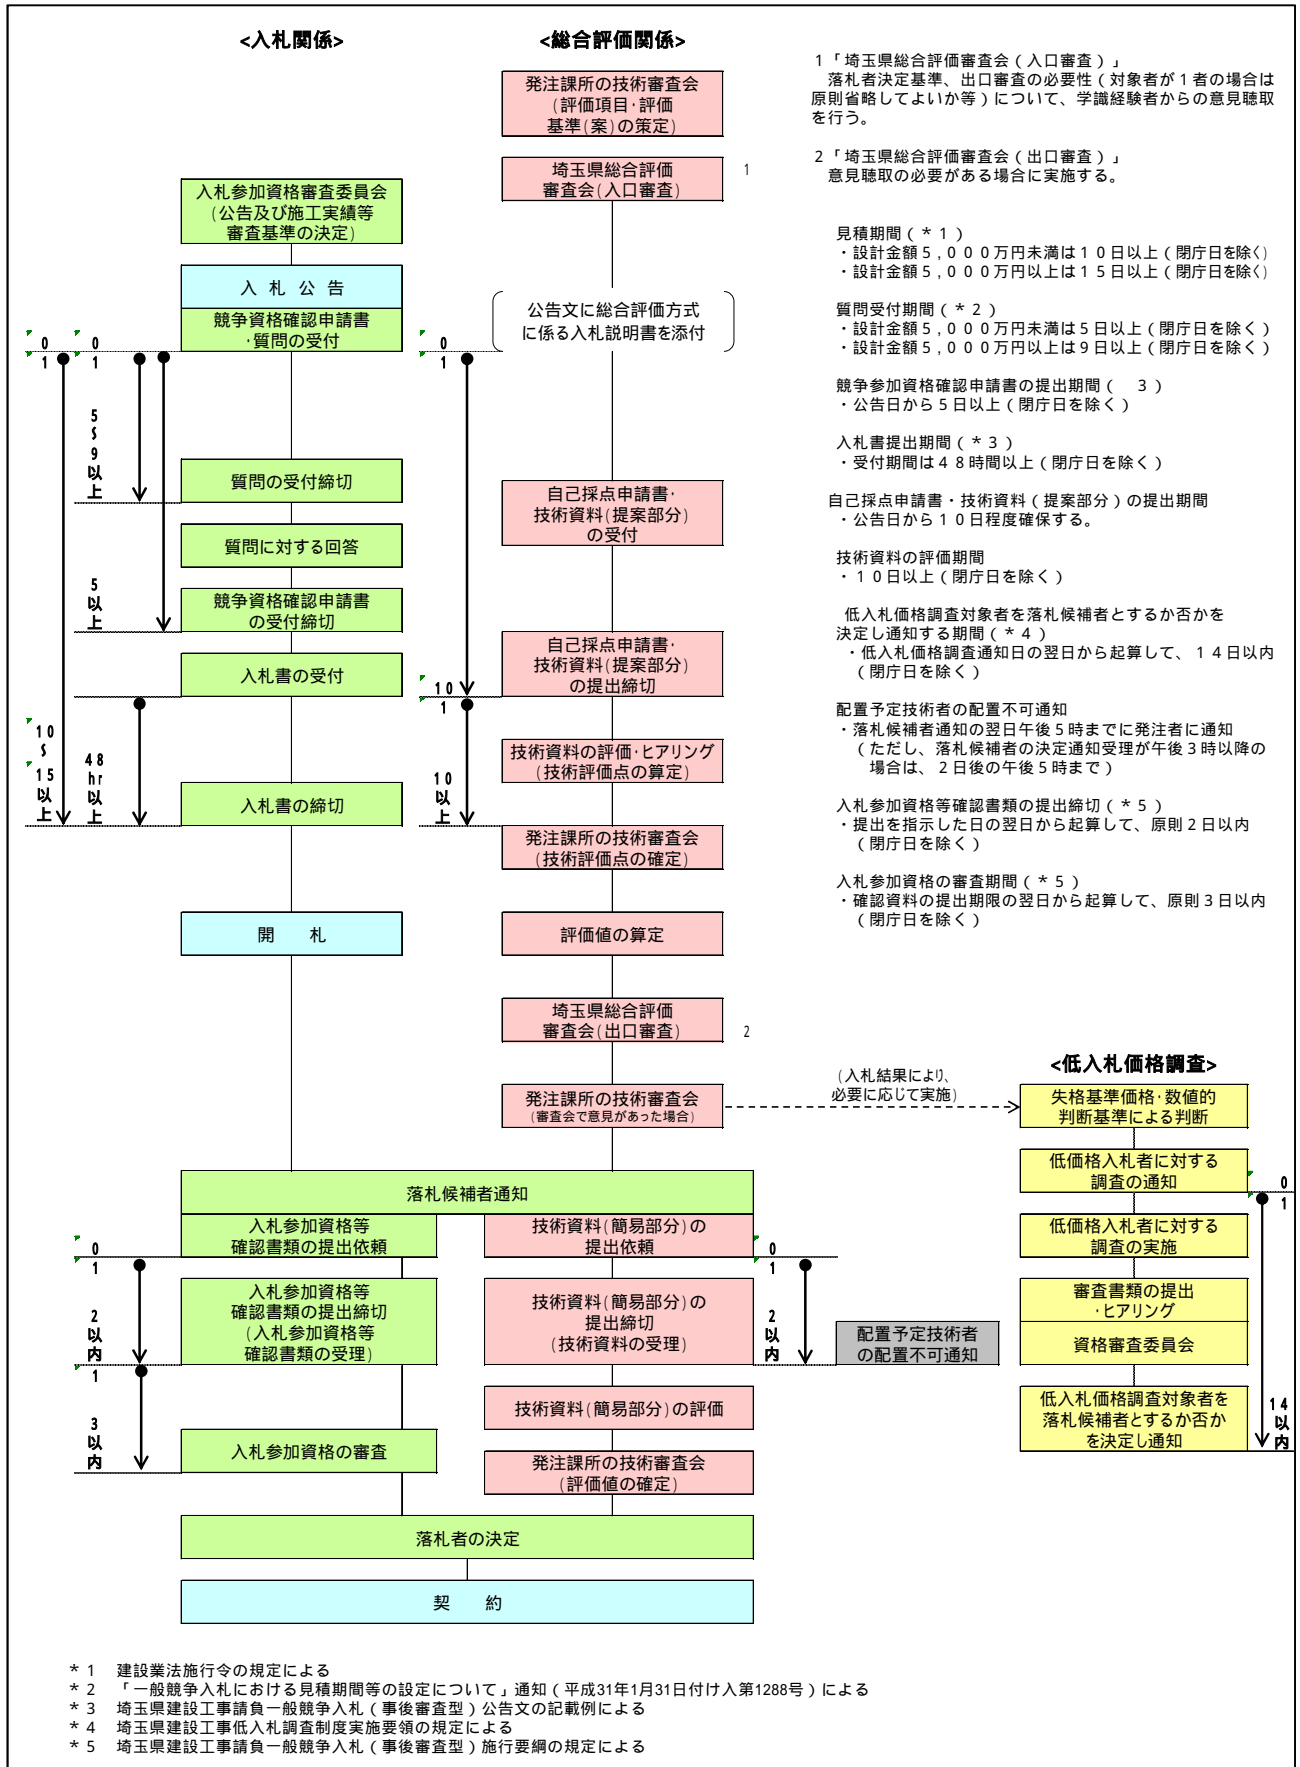 <入札関係>
<総合評価関係>
発注課所の技術審査会
(評価項目・評価
基準(案)の策定)
埼玉県総合評価
審査会(入口審査)
1
入札参加資格審査委員会
(公告及び施工実績等
審査基準の決定)
入 札 公 告
競争資格確認申請書
・質問の受付
公告文に総合評価方式
に係る入札説明書を添付
0
1
0
1
0
1
5
~
9
以
上
質問の受付締切
自己採点申請書・
技術資料(提案部分)
の受付
質問に対する回答
5
以
上
競争資格確認申請書
の受付締切
自己採点申請書・
技術資料(提案部分)
の提出締切
入札書の受付
10
1
10
~
15
以
上
48
hr
以
上
技術資料の評価・ヒアリング
(技術評価点の算定)
10
以
上
入札書の締切
発注課所の技術審査会
(技術評価点の確定)
開 札
評価値の算定
埼玉県総合評価
審査会(出口審査)
2
発注課所の技術審査会
(審査会で意見があった場合)
(入札結果により、
必要に応じて実施)
<低入札価格調査>
失格基準価格・数値的
判断基準による判断
低価格入札者に対する
調査の通知
0
1
低価格入札者に対する
調査の実施
審査書類の提出
・ヒアリング
資格審査委員会
低入札価格調査対象者を
落札候補者とするか否か
を決定し通知
14
以
内
落札候補者通知
入札参加資格等
確認書類の提出依頼
技術資料(簡易部分)の
提出依頼
0
1
0
1
入札参加資格等
確認書類の提出締切
(入札参加資格等
確認書類の受理)
技術資料(簡易部分)の
提出締切
(技術資料の受理)
2
以
内
1
2
以
内
配置予定技術者
の配置不可通知
技術資料(簡易部分)の評価
3
以
内
入札参加資格の審査
発注課所の技術審査会
(評価値の確定)
落札者の決定
契 約
1「埼玉県総合評価審査会(入口審査)」
落札者決定基準、出口審査の必要性(対象者が1者の場合は
原則省略してよいか等)について、学識経験者からの意見聴取
を行う。
2「埼玉県総合評価審査会(出口審査)」
意見聴取の必要がある場合に実施する。
見積期間(*1)
・設計金額5,000万円未満は10日以上(閉庁日を除く)
・設計金額5,000万円以上は15日以上(閉庁日を除く)
質問受付期間(*2)
・設計金額5,000万円未満は5日以上(閉庁日を除く)
・設計金額5,000万円以上は9日以上(閉庁日を除く)
競争参加資格確認申請書の提出期間( 3)
・公告日から5日以上(閉庁日を除く)
入札書提出期間(*3)
・受付期間は48時間以上(閉庁日を除く)
自己採点申請書・技術資料(提案部分)の提出期間
・公告日から10日程度確保する。
技術資料の評価期間
・10日以上(閉庁日を除く)
低入札価格調査対象者を落札候補者とするか否かを
決定し通知する期間(*4)
・低入札価格調査通知日の翌日から起算して、14日以内
(閉庁日を除く)
配置予定技術者の配置不可通知
・落札候補者通知の翌日午後5時までに発注者に通知
(ただし、落札候補者の決定通知受理が午後3時以降の
場合は、2日後の午後5時まで)
入札参加資格等確認書類の提出締切(*5)
・提出を指示した日の翌日から起算して、原則2日以内
(閉庁日を除く)
入札参加資格の審査期間(*5)
・確認資料の提出期限の翌日から起算して、原則3日以内
(閉庁日を除く)
*1 建設業法施行令の規定による
*2 「一般競争入札における見積期間等の設定について」通知(平成31年1月31日付け入第1288号)による
*3 埼玉県建設工事請負一般競争入札(事後審査型)公告文の記載例による
*4 埼玉県建設工事低入札調査制度実施要領の規定による
*5 埼玉県建設工事請負一般競争入札(事後審査型)施行要綱の規定による